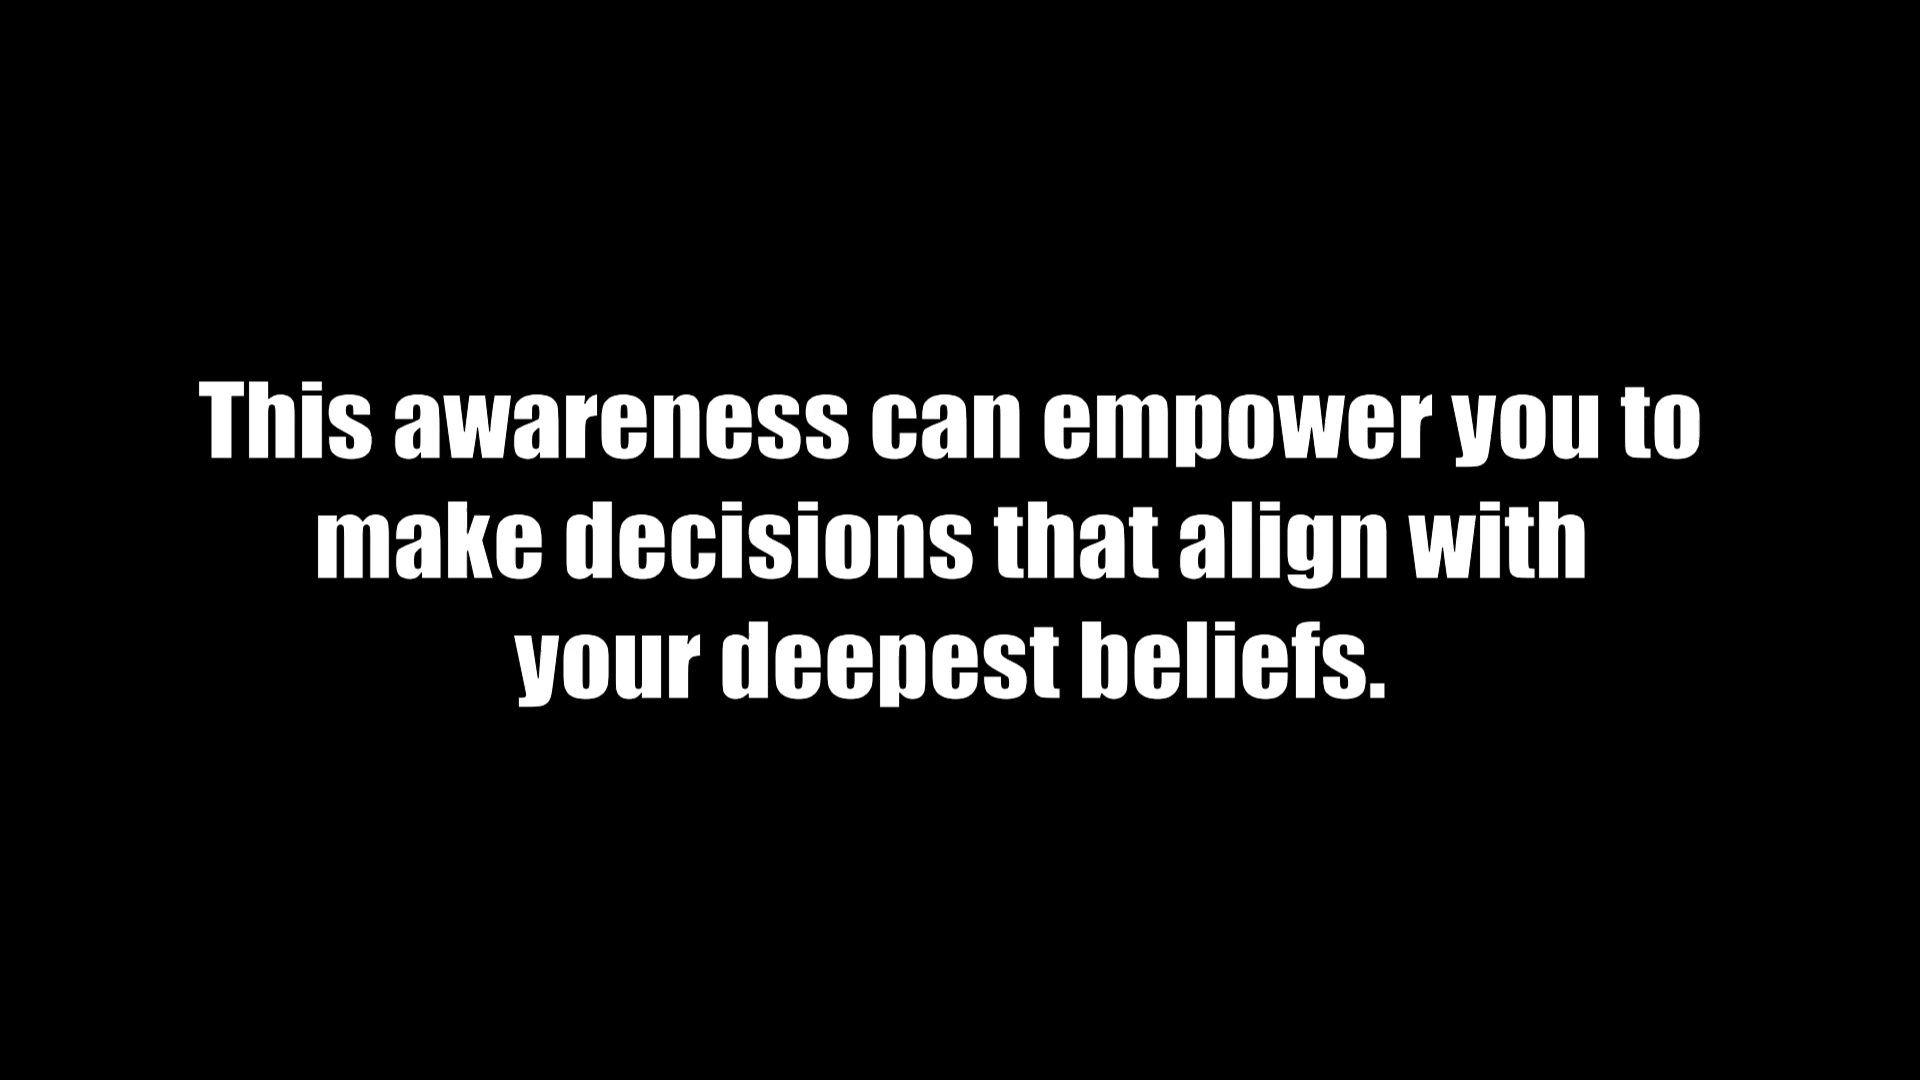 This awareness can empower you to
make decisions that align with
your deepest beliefs.